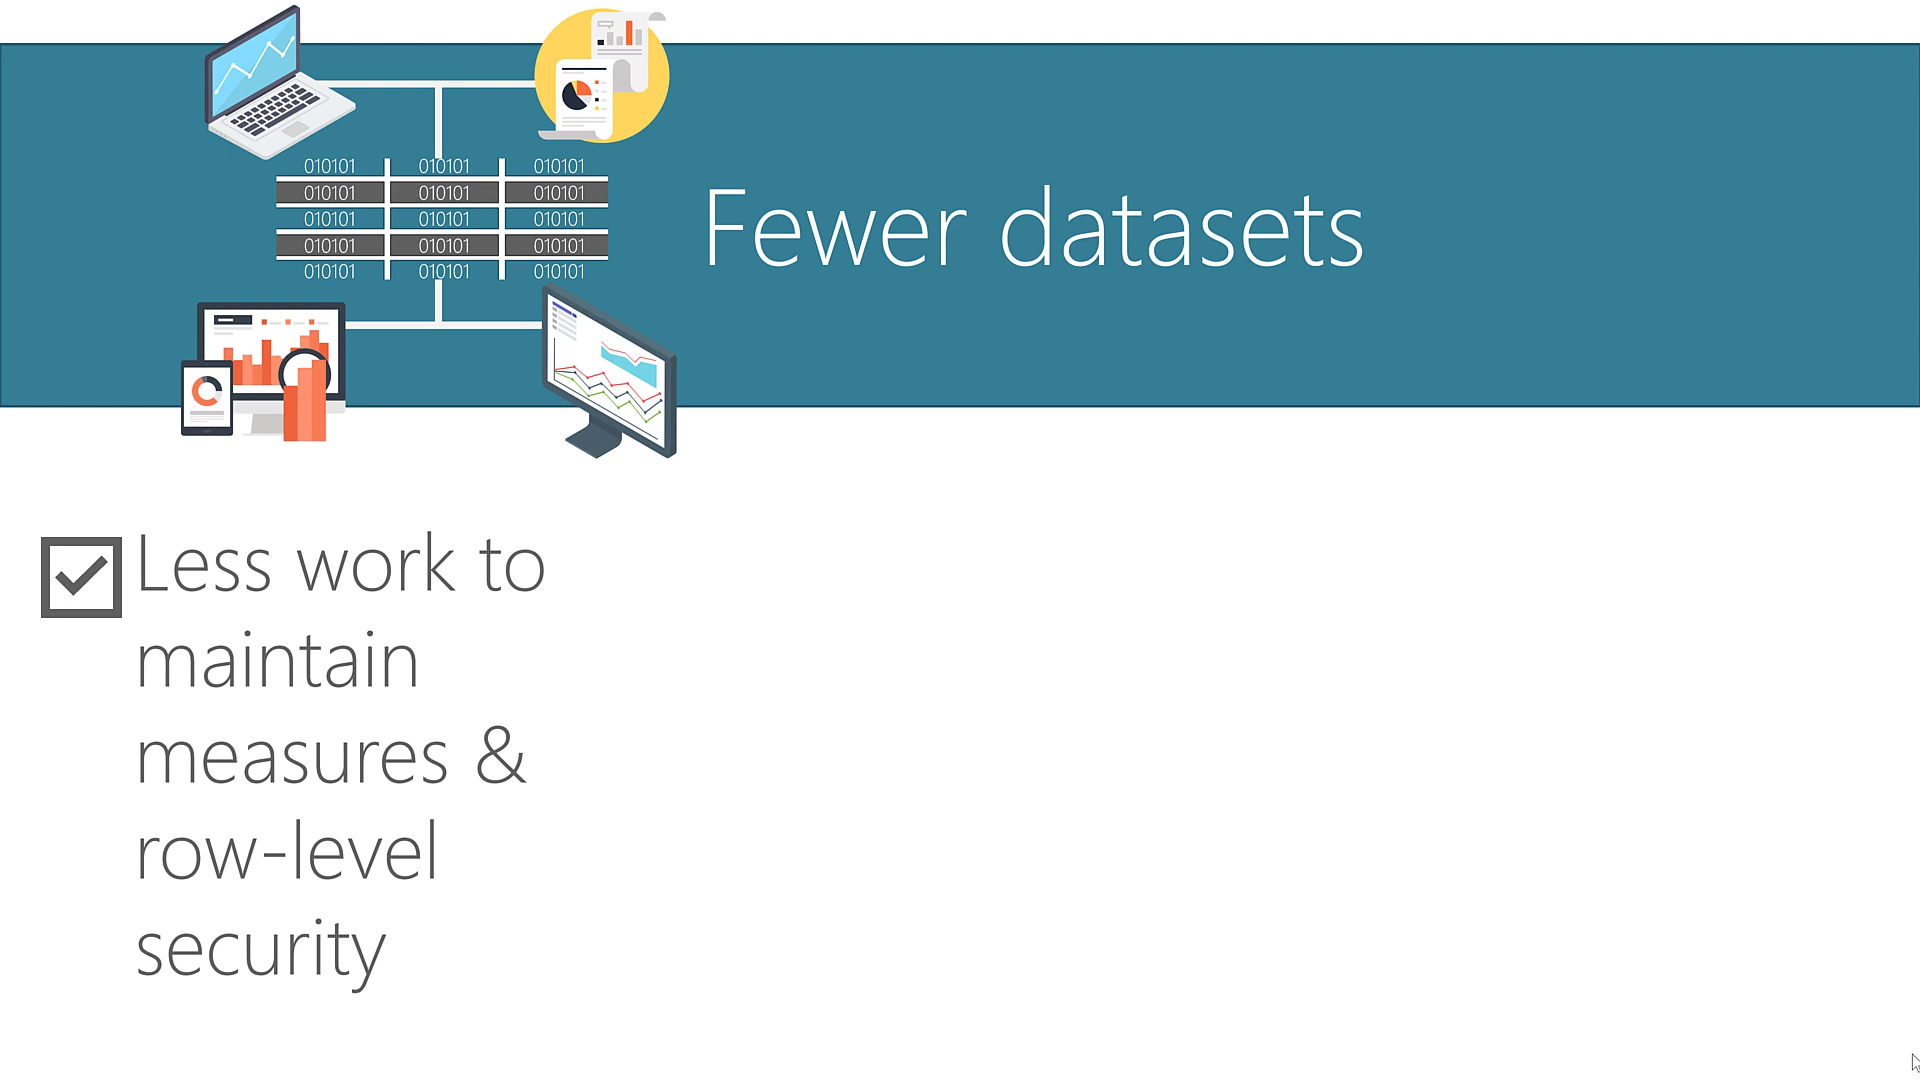 010101 010101 010101
010101 010101 010101
010101 010101 010101
010101 010101 010101
010101 010101 010101
Fewer datasets
Less work to
maintain
measures &
row-level
security